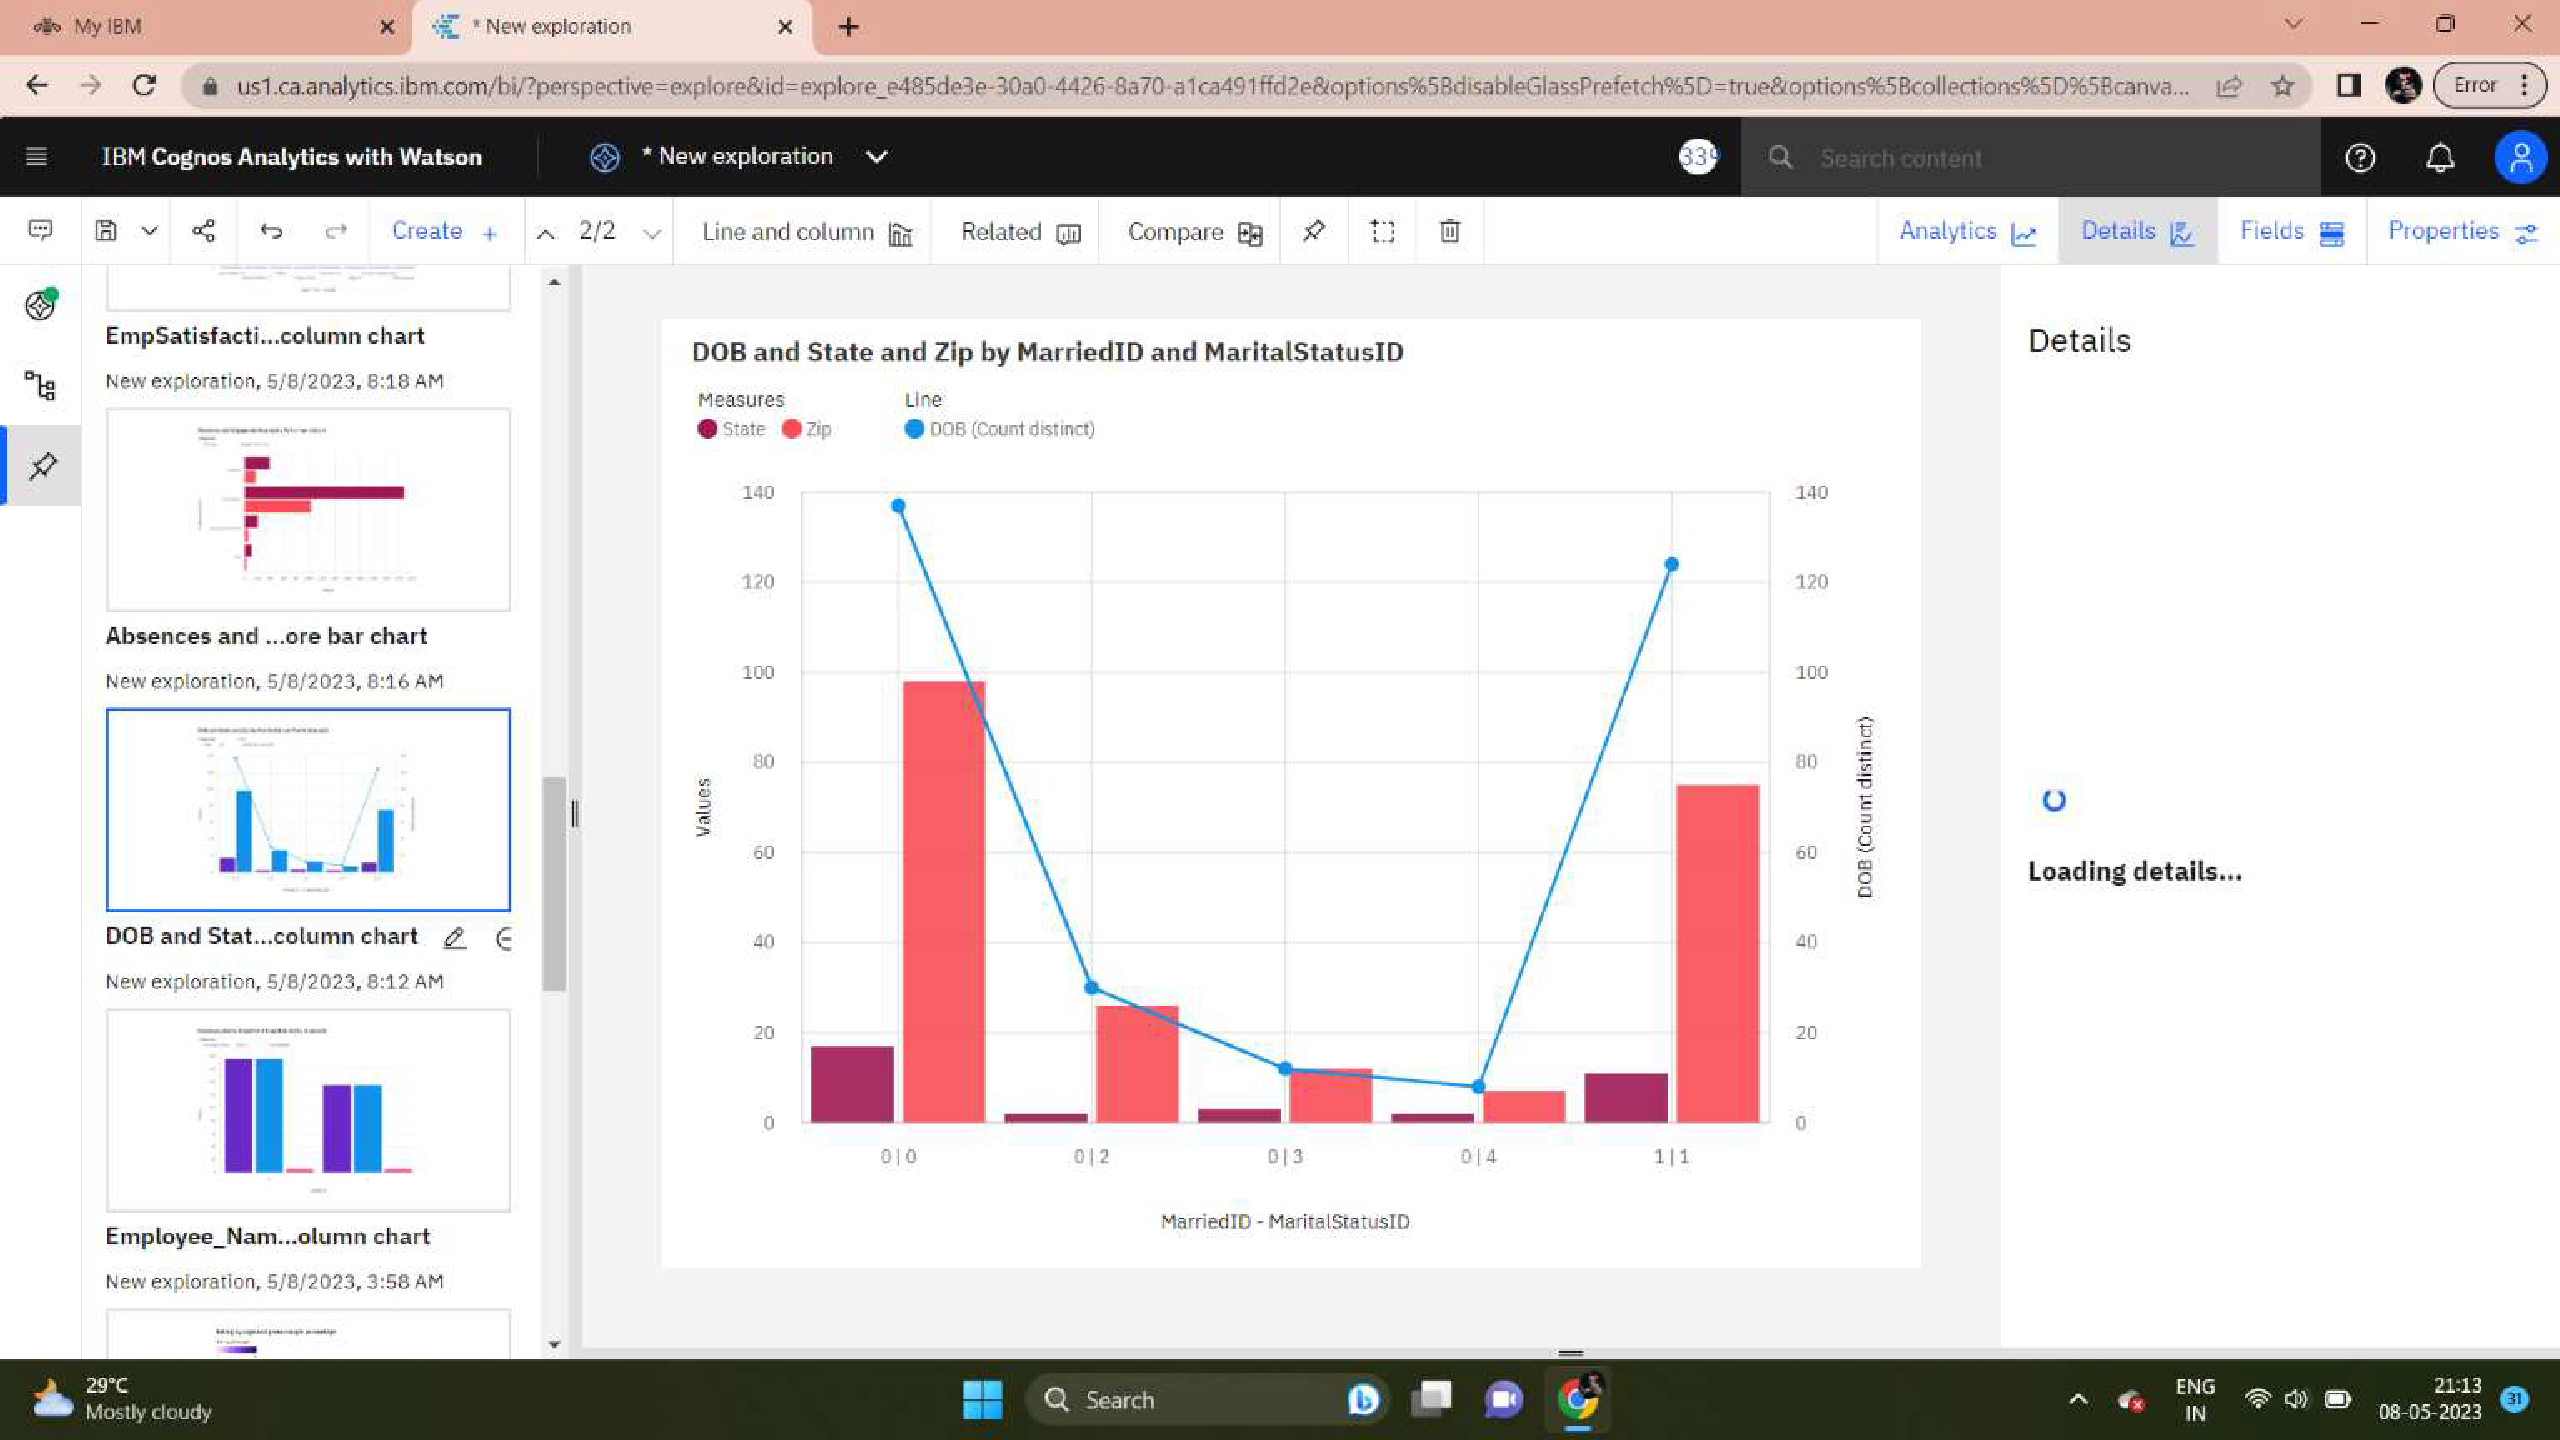 My IBM
* New exploration
us1.ca.analytics.ibm.com/bi/?perspective=explore&id=explore_e485de3e-30a0-4426-8a70-a1ca491ffd2e&options%5BdisableGlassPrefetch%5D=true&options%5Bcollections%5D%5Bcanva...
Error
IBM Cognos Analytics with Watson
* New exploration
Search content
Create +
2/2
Line and column
Related
Compare
Analytics
Details
Fields
Properties
EmpSatisfacti...column chart
New exploration, 5/8/2023, 8:18 AM
Absences and ...ore bar chart
New exploration, 5/8/2023, 8:16 AM
DOB and Stat...column chart
New exploration, 5/8/2023, 8:12 AM
Employee_Nam...olumn chart
New exploration, 5/8/2023, 3:58 AM
DOB and State and Zip by MarriedID and MaritalStatusID
Measures
State Zip
Line
DOB (Count distinct)
Values
140
120
100
80
60
40
20
0
140
120
100
80
60
40
20
0
DOB (Count distinct)
0|0 0|2 0|3 0|4 1|1
MarriedID - MaritalStatusID
Details
Loading details...
29°C
Mostly cloudy
Search
ENG
IN
21:13
08-05-2023
31